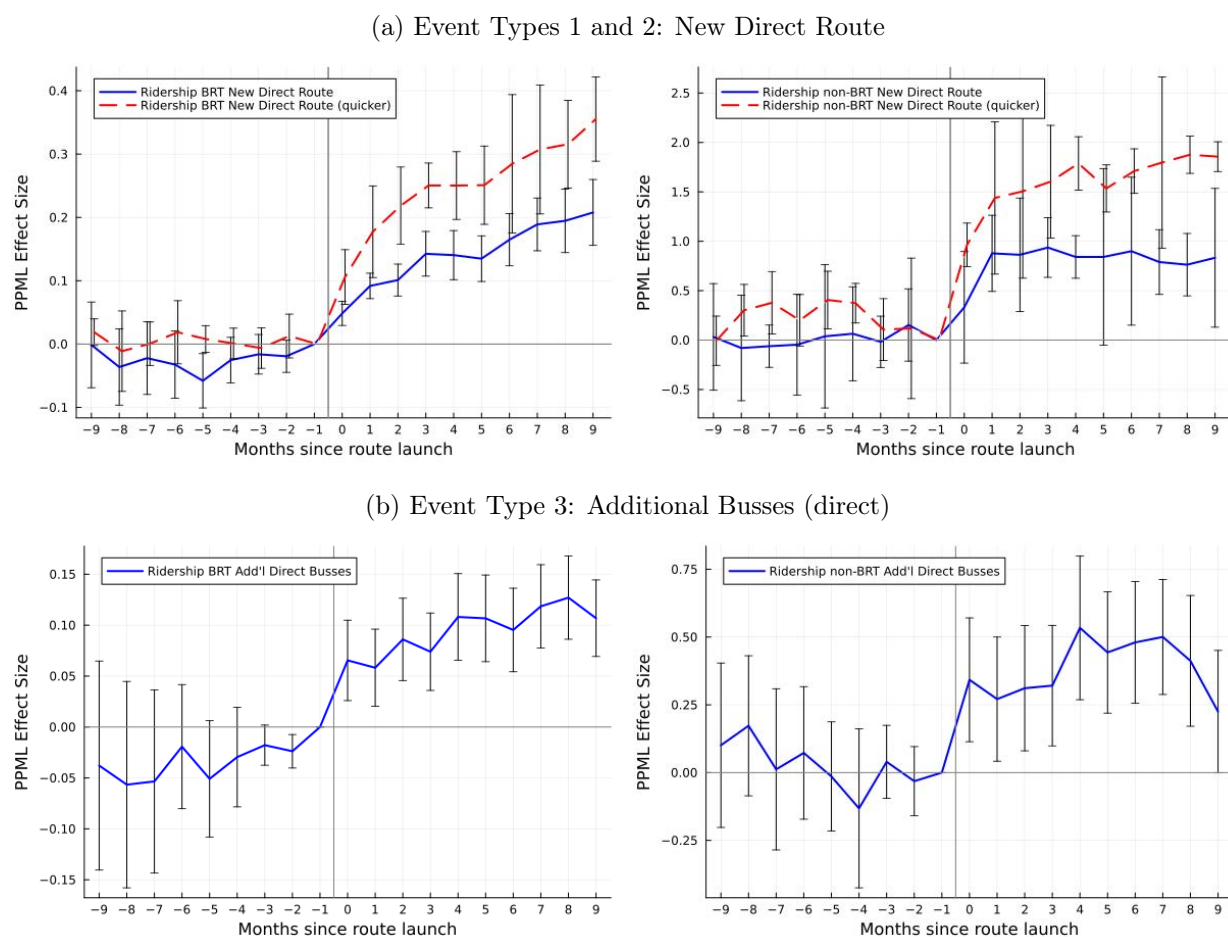 (a) Event Types 1 and 2: New Direct Route
Ridership BRT New Direct Route
Ridership BRT New Direct Route (quicker)
PPML Effect Size
0.4
0.3
0.2
0.1
0.0
−0.1
−9 −8 −7 −6 −5 −4 −3 −2 −1 0 1 2 3 4 5 6 7 8 9
Months since route launch
Ridership non-BRT New Direct Route
Ridership non-BRT New Direct Route (quicker)
PPML Effect Size
2.5
2.0
1.5
1.0
0.5
0.0
−0.5
−9 −8 −7 −6 −5 −4 −3 −2 −1 0 1 2 3 4 5 6 7 8 9
Months since route launch
(b) Event Type 3: Additional Busses (direct)
Ridership BRT Add'l Direct Busses
PPML Effect Size
0.15
0.10
0.05
0.00
−0.05
−0.10
−0.15
−9 −8 −7 −6 −5 −4 −3 −2 −1 0 1 2 3 4 5 6 7 8 9
Months since route launch
Ridership non-BRT Add'l Direct Busses
PPML Effect Size
0.75
0.50
0.25
0.00
−0.25
−9 −8 −7 −6 −5 −4 −3 −2 −1 0 1 2 3 4 5 6 7 8 9
Months since route launch